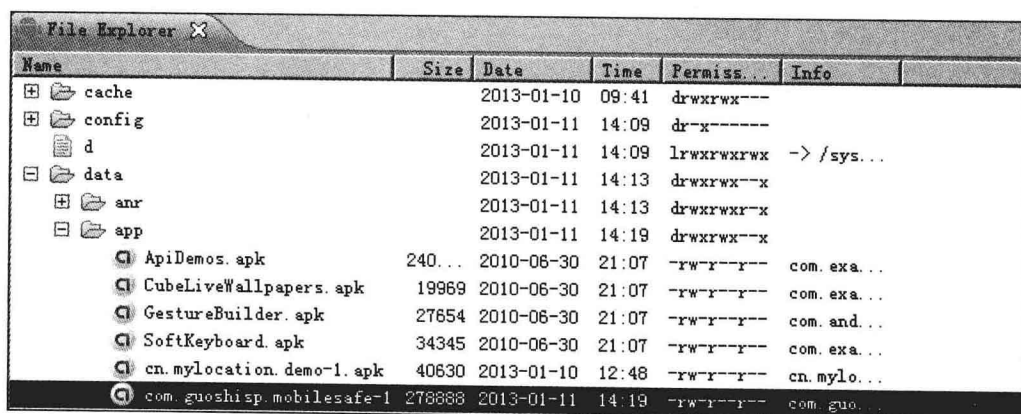 File Explorer
Name Size Date Time Permiss... Info
cache 2013-01-10 09:41 drwxrwx---
config 2013-01-11 14:09 dr-x------
d 2013-01-11 14:09 lrwxrwxrwx -> /sys...
data 2013-01-11 14:13 drwxrwx--x
anr 2013-01-11 14:13 drwxrwxr-x
app 2013-01-11 14:19 drwxrwx--x
ApiDemos.apk 240... 2010-06-30 21:07 -rw-r--r-- com.exa...
CubeLiveWallpapers.apk 19969 2010-06-30 21:07 -rw-r--r-- com.exa...
GestureBuilder.apk 27654 2010-06-30 21:07 -rw-r--r-- com.and...
SoftKeyboard.apk 34345 2010-06-30 21:07 -rw-r--r-- com.exa...
cn.mylocation.demo-1.apk 40630 2013-01-10 12:48 -rw-r--r-- cn.mylo...
com.guoshisp.mobilesafe-1 278888 2013-01-11 14:19 -rw-r--r-- com.guo...